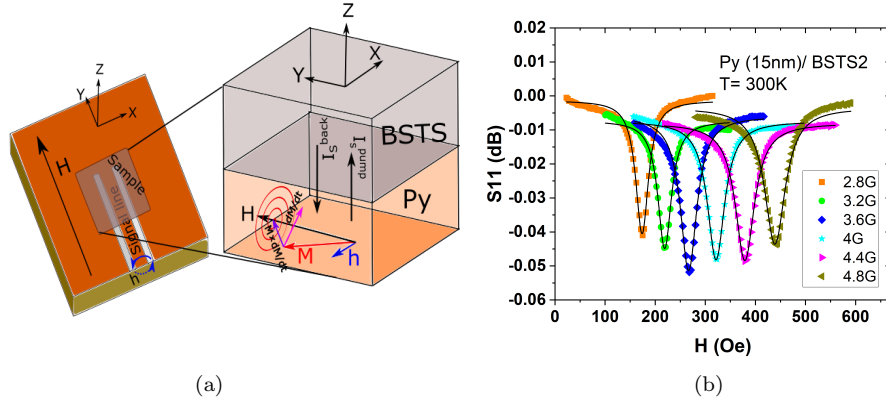 Z
Y
X
H
Sample
Signal line
h
Z
X
Y
BSTS
I_S^back
I_S^pump
Py
H
dM/dt
M×dM/dt
M
h
(a)
0.02
0.01
0.00
-0.01
-0.02
-0.03
-0.04
-0.05
-0.06
S11 (dB)
Py (15nm)/ BSTS2
T= 300K
2.8G
3.2G
3.6G
4G
4.4G
4.8G
0 100 200 300 400 500 600 700
H (Oe)
(b)